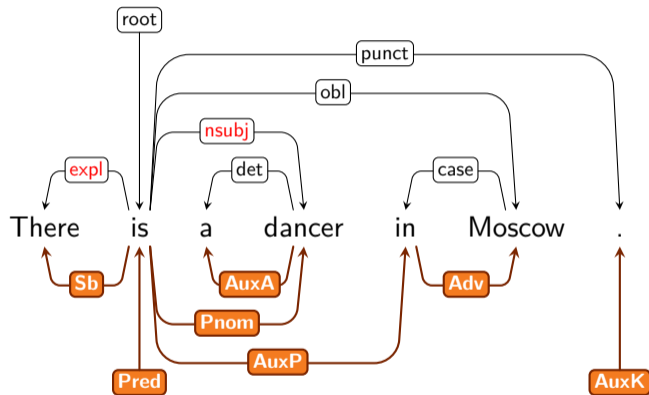 root
punct
obl
nsubj
expl det case
There is a dancer in Moscow .
Sb AuxA Adv
Pnom
AuxP
Pred AuxK